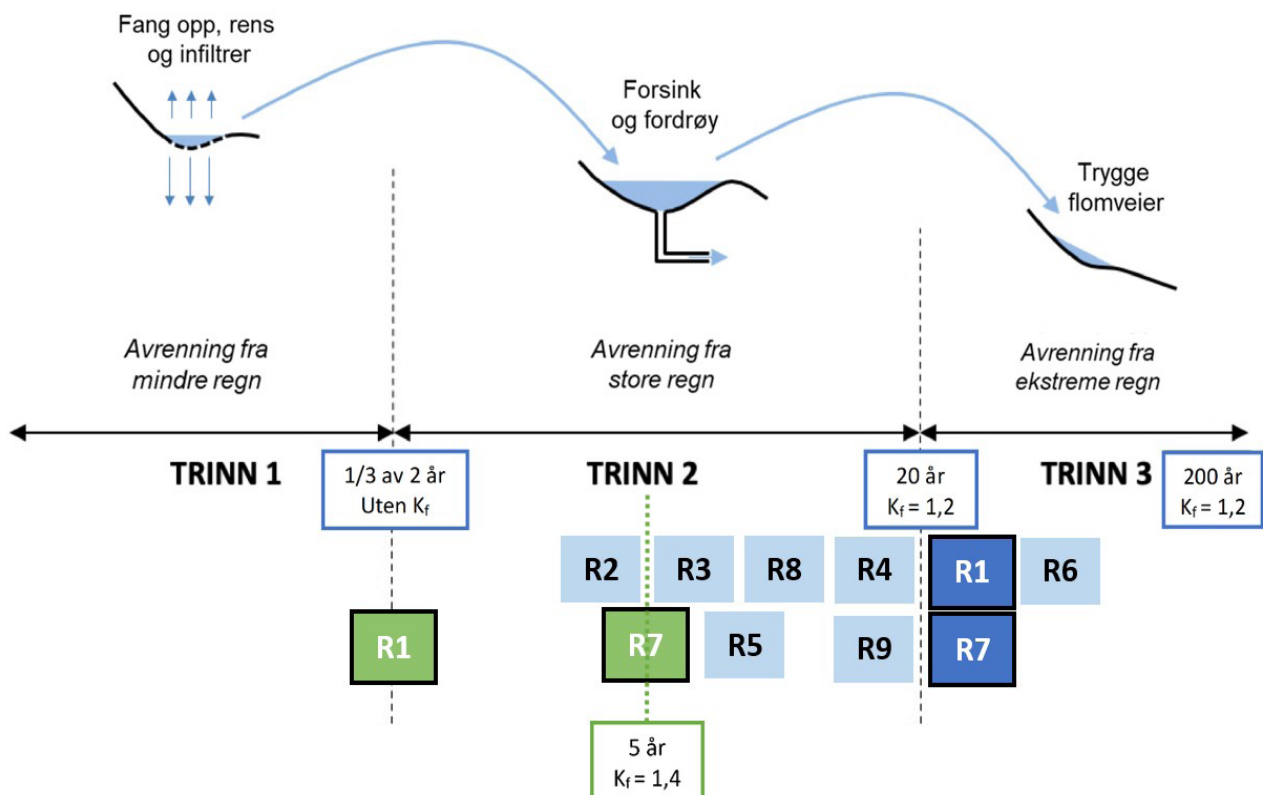 Fang opp, rens
og infiltrer
Forsink
og fordrøy
Trygge
flomveier
Avrenning fra
mindre regn
Avrenning fra
store regn
Avrenning fra
ekstreme regn
TRINN 1
1/3 av 2 år
Uten Kf
TRINN 2
20 år
Kf = 1,2
TRINN 3
200 år
Kf = 1,2
R2
R3
R8
R4
R1
R6
R1
R7
R5
R9
R7
5 år
Kf = 1,4